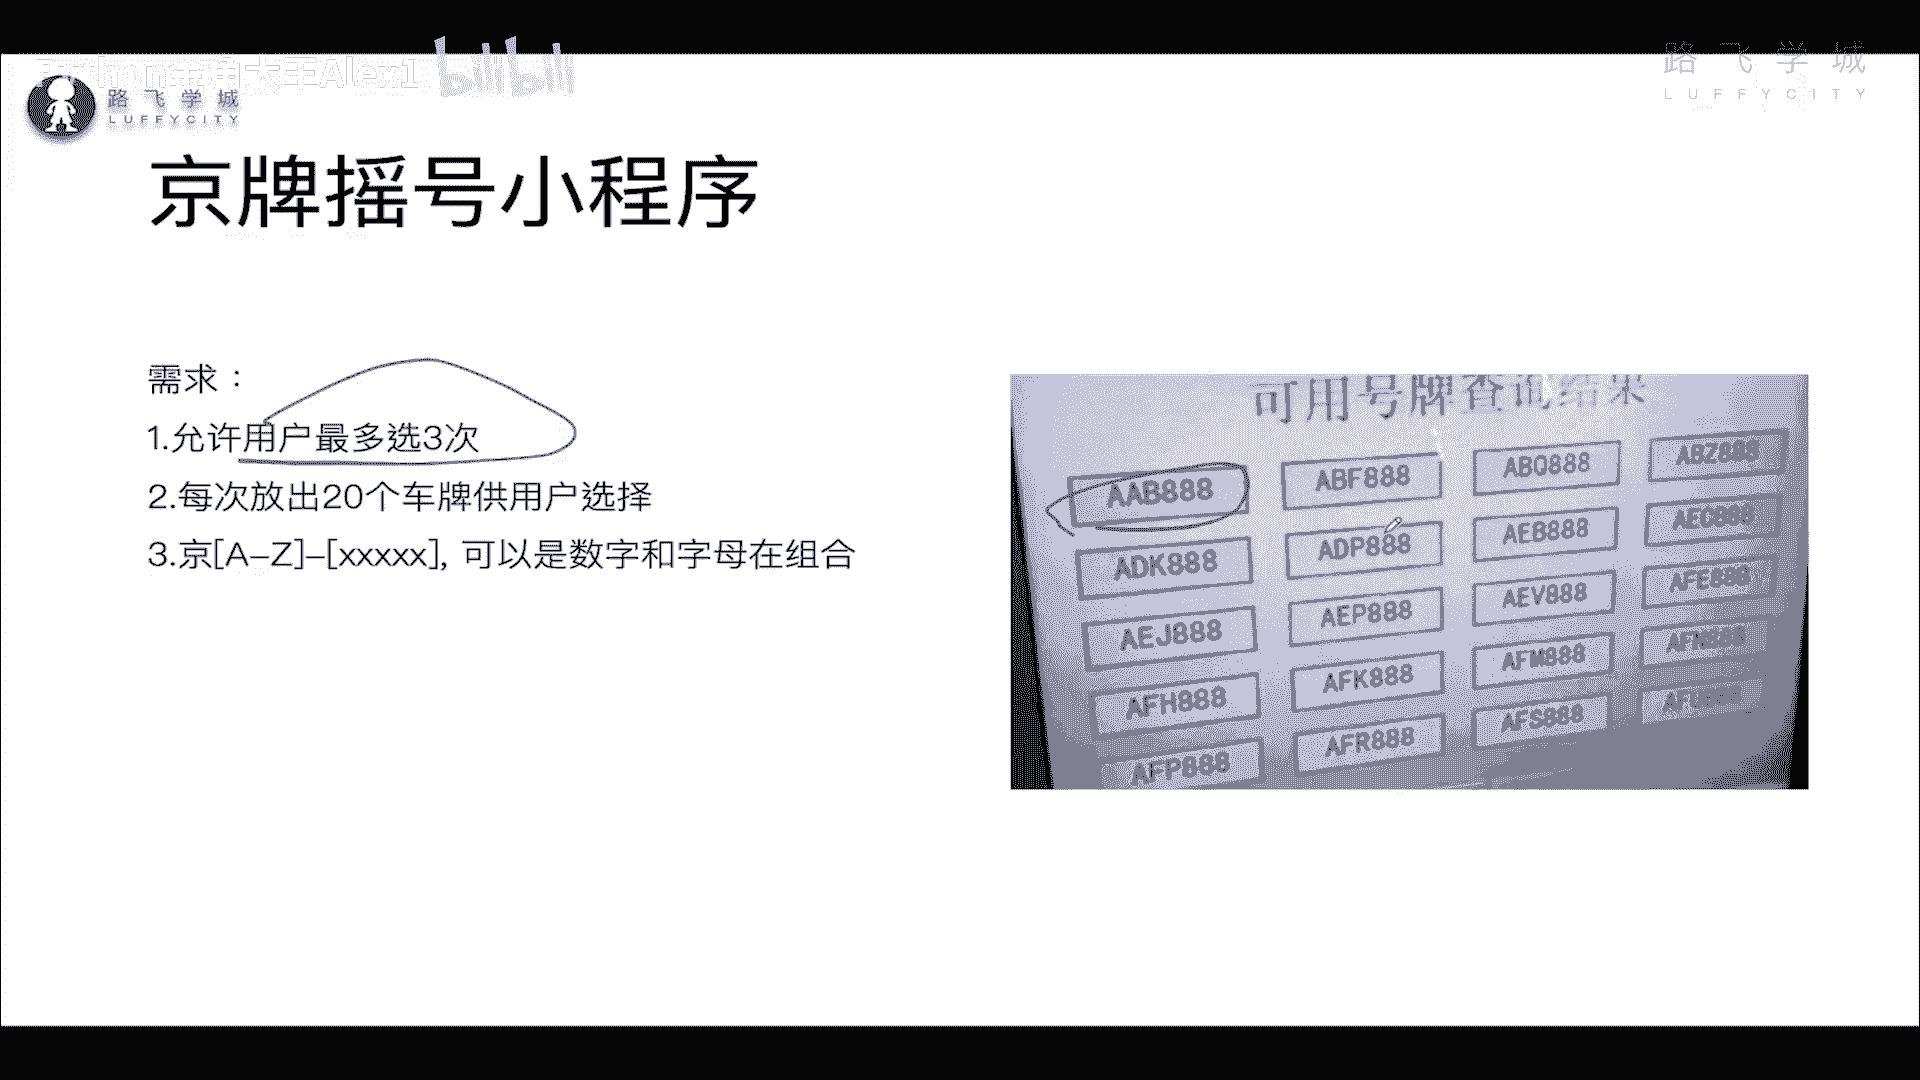 Python金角大王Alex1 bilibili
路飞学城
LUFFYCITY
路飞学城
LUFFYCITY
京牌摇号小程序
需求：
1.允许用户最多选3次
2.每次放出20个车牌供用户选择
3.京[A-Z]-[xxxxx], 可以是数字和字母在组合
可用号牌查询结果
AAB888 ABF888 ABQ888 ABZ888
ADK888 ADP888 AEB888 AEC888
AEJ888 AEP888 AEV888 AFE888
AFH888 AFK888 AFM888
AFP888 AFR888 AFS888